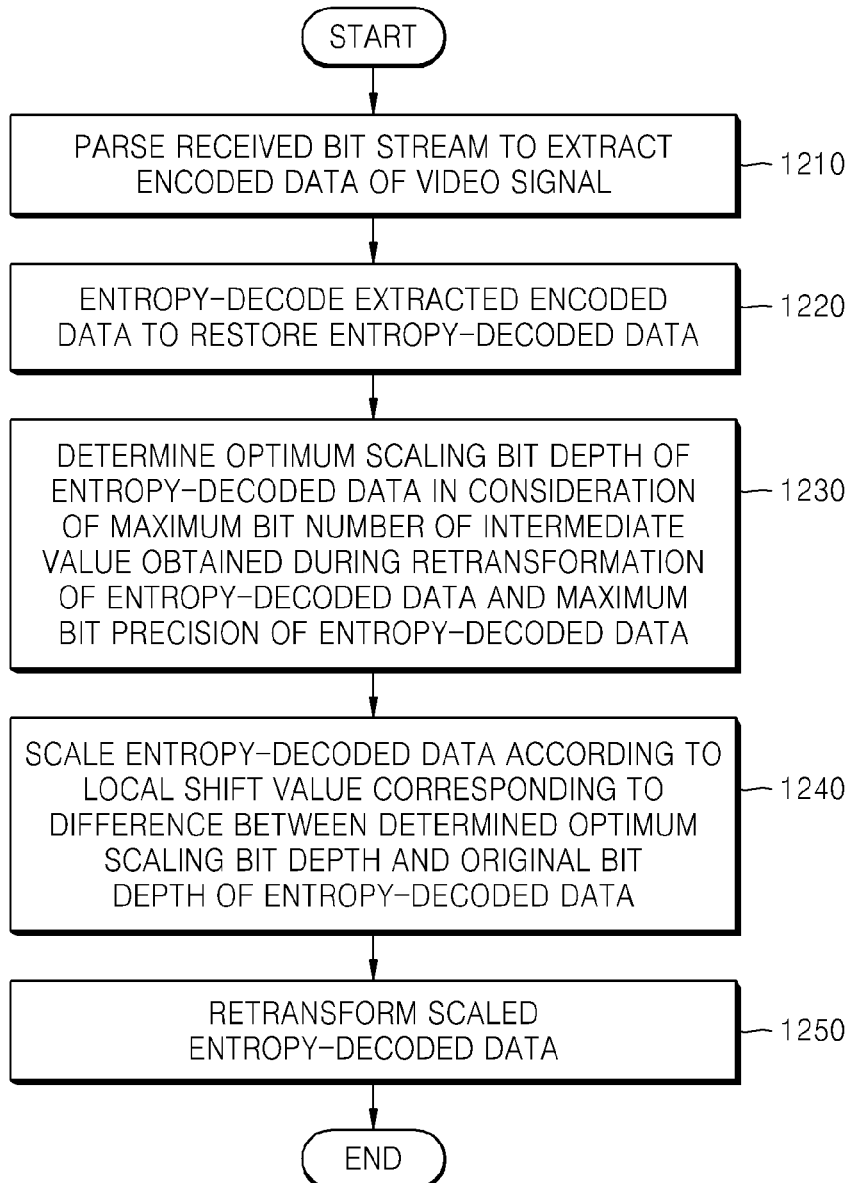 START
PARSE RECEIVED BIT STREAM TO EXTRACT
ENCODED DATA OF VIDEO SIGNAL
1210
ENTROPY-DECODE EXTRACTED ENCODED
DATA TO RESTORE ENTROPY-DECODED DATA
1220
DETERMINE OPTIMUM SCALING BIT DEPTH OF
ENTROPY-DECODED DATA IN CONSIDERATION
OF MAXIMUM BIT NUMBER OF INTERMEDIATE
VALUE OBTAINED DURING RETRANSFORMATION
OF ENTROPY-DECODED DATA AND MAXIMUM
BIT PRECISION OF ENTROPY-DECODED DATA
1230
SCALE ENTROPY-DECODED DATA ACCORDING TO
LOCAL SHIFT VALUE CORRESPONDING TO
DIFFERENCE BETWEEN DETERMINED OPTIMUM
SCALING BIT DEPTH AND ORIGINAL BIT
DEPTH OF ENTROPY-DECODED DATA
1240
RETRANSFORM SCALED
ENTROPY-DECODED DATA
1250
END